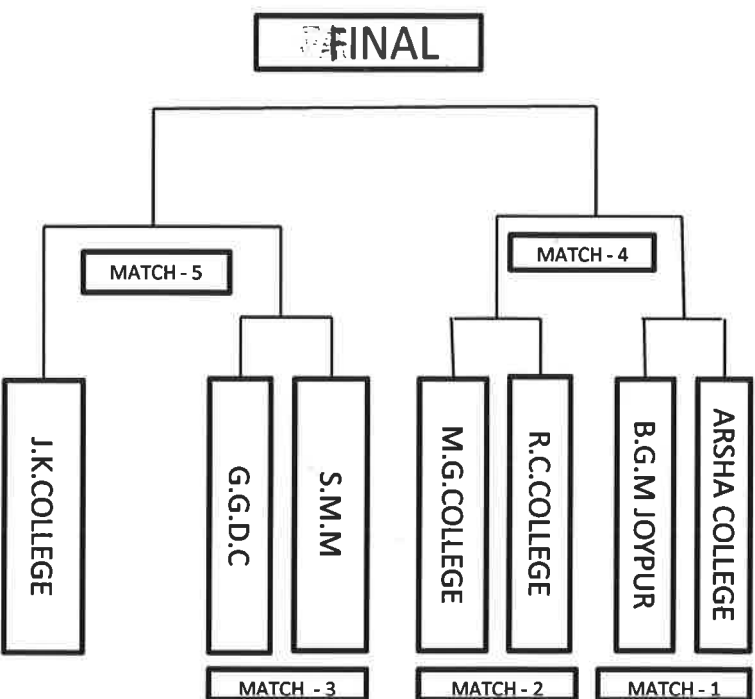 FINAL
MATCH - 5
MATCH - 4
J.K.COLLEGE
G.G.D.C
S.M.M
M.G.COLLEGE
R.C.COLLEGE
B.G.M JOYPUR
ARSHA COLLEGE
MATCH - 3
MATCH - 2
MATCH - 1